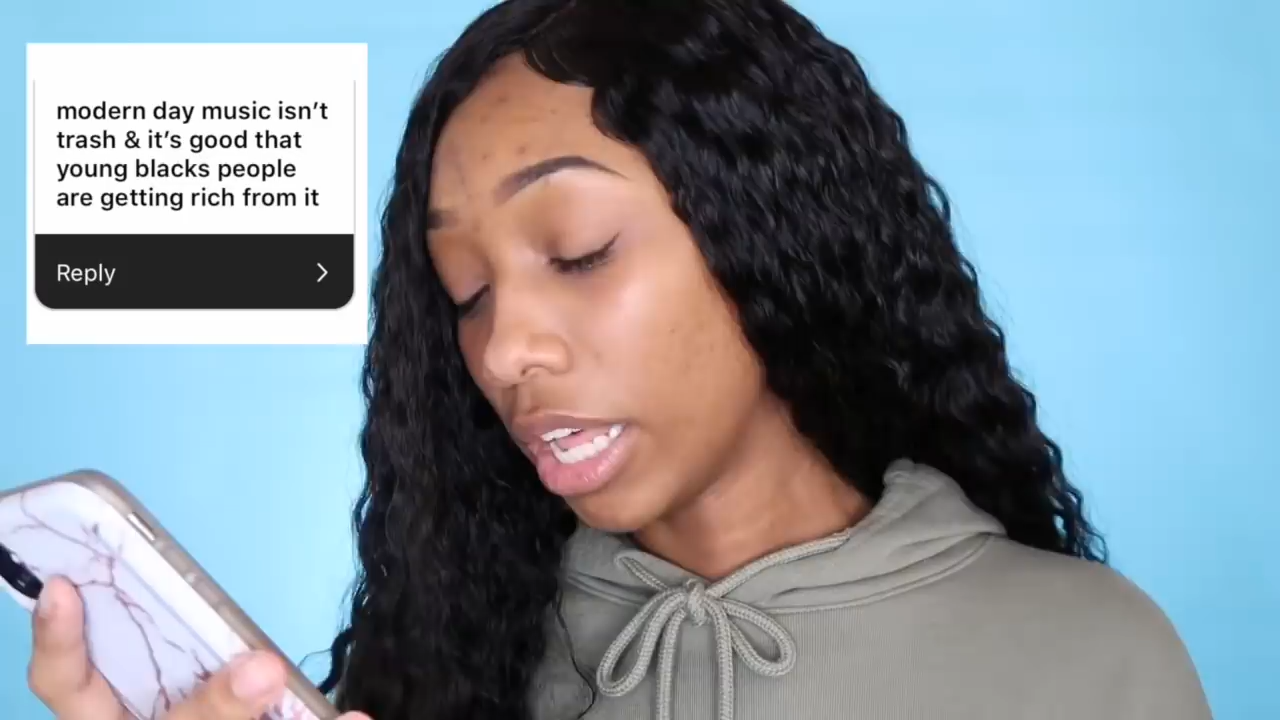 modern day music isn’t
trash & it’s good that
young blacks people
are getting rich from it
Reply